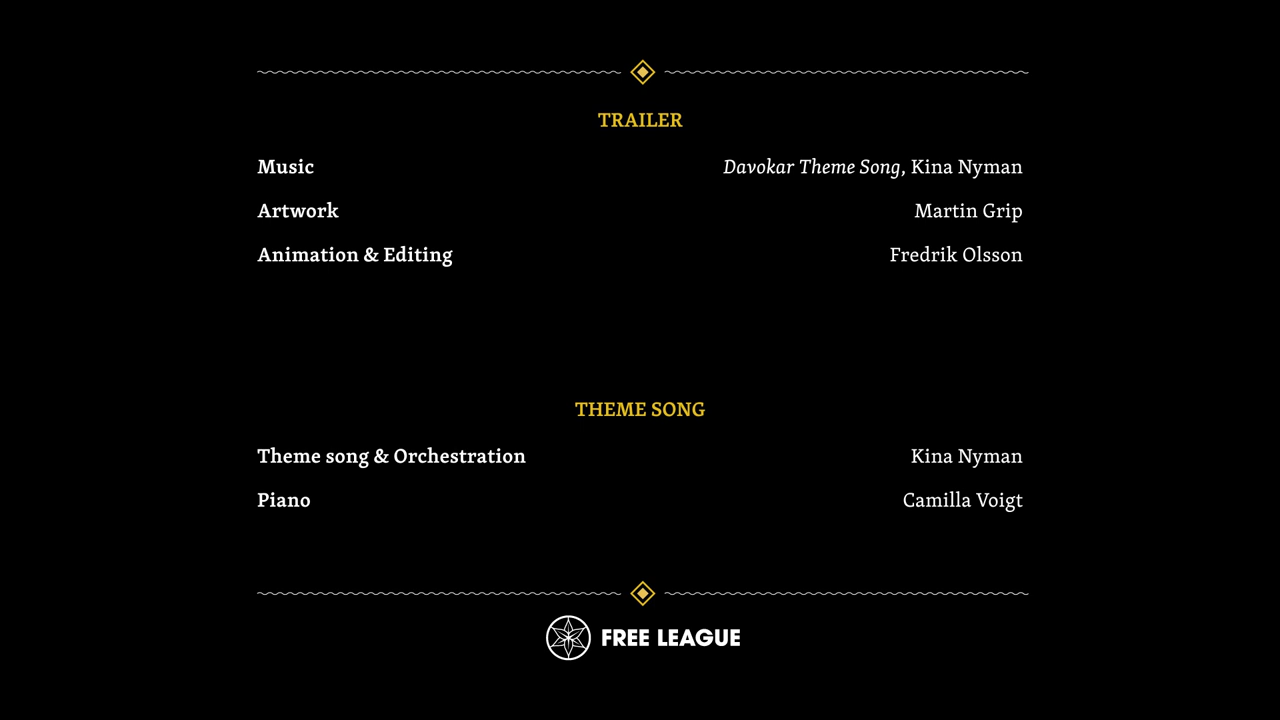 TRAILER
Music Davokar Theme Song, Kina Nyman
Artwork Martin Grip
Animation & Editing Fredrik Olsson
THEME SONG
Theme song & Orchestration Kina Nyman
Piano Camilla Voigt
FREE LEAGUE